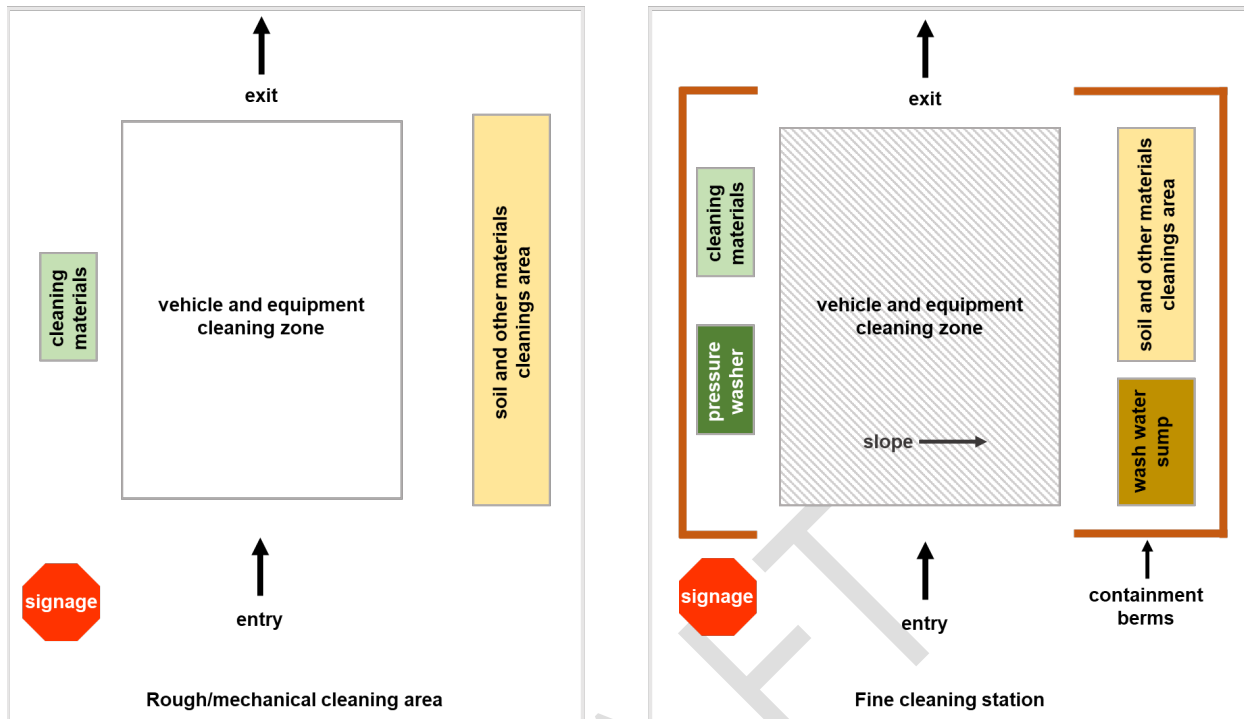 exit
cleaning
materials
vehicle and equipment
cleaning zone
soil and other materials
cleanings area
signage
entry
Rough/mechanical cleaning area
exit
cleaning
materials
pressure
washer
vehicle and equipment
cleaning zone
slope
soil and other materials
cleanings area
wash water
sump
signage
entry
containment
berms
Fine cleaning station